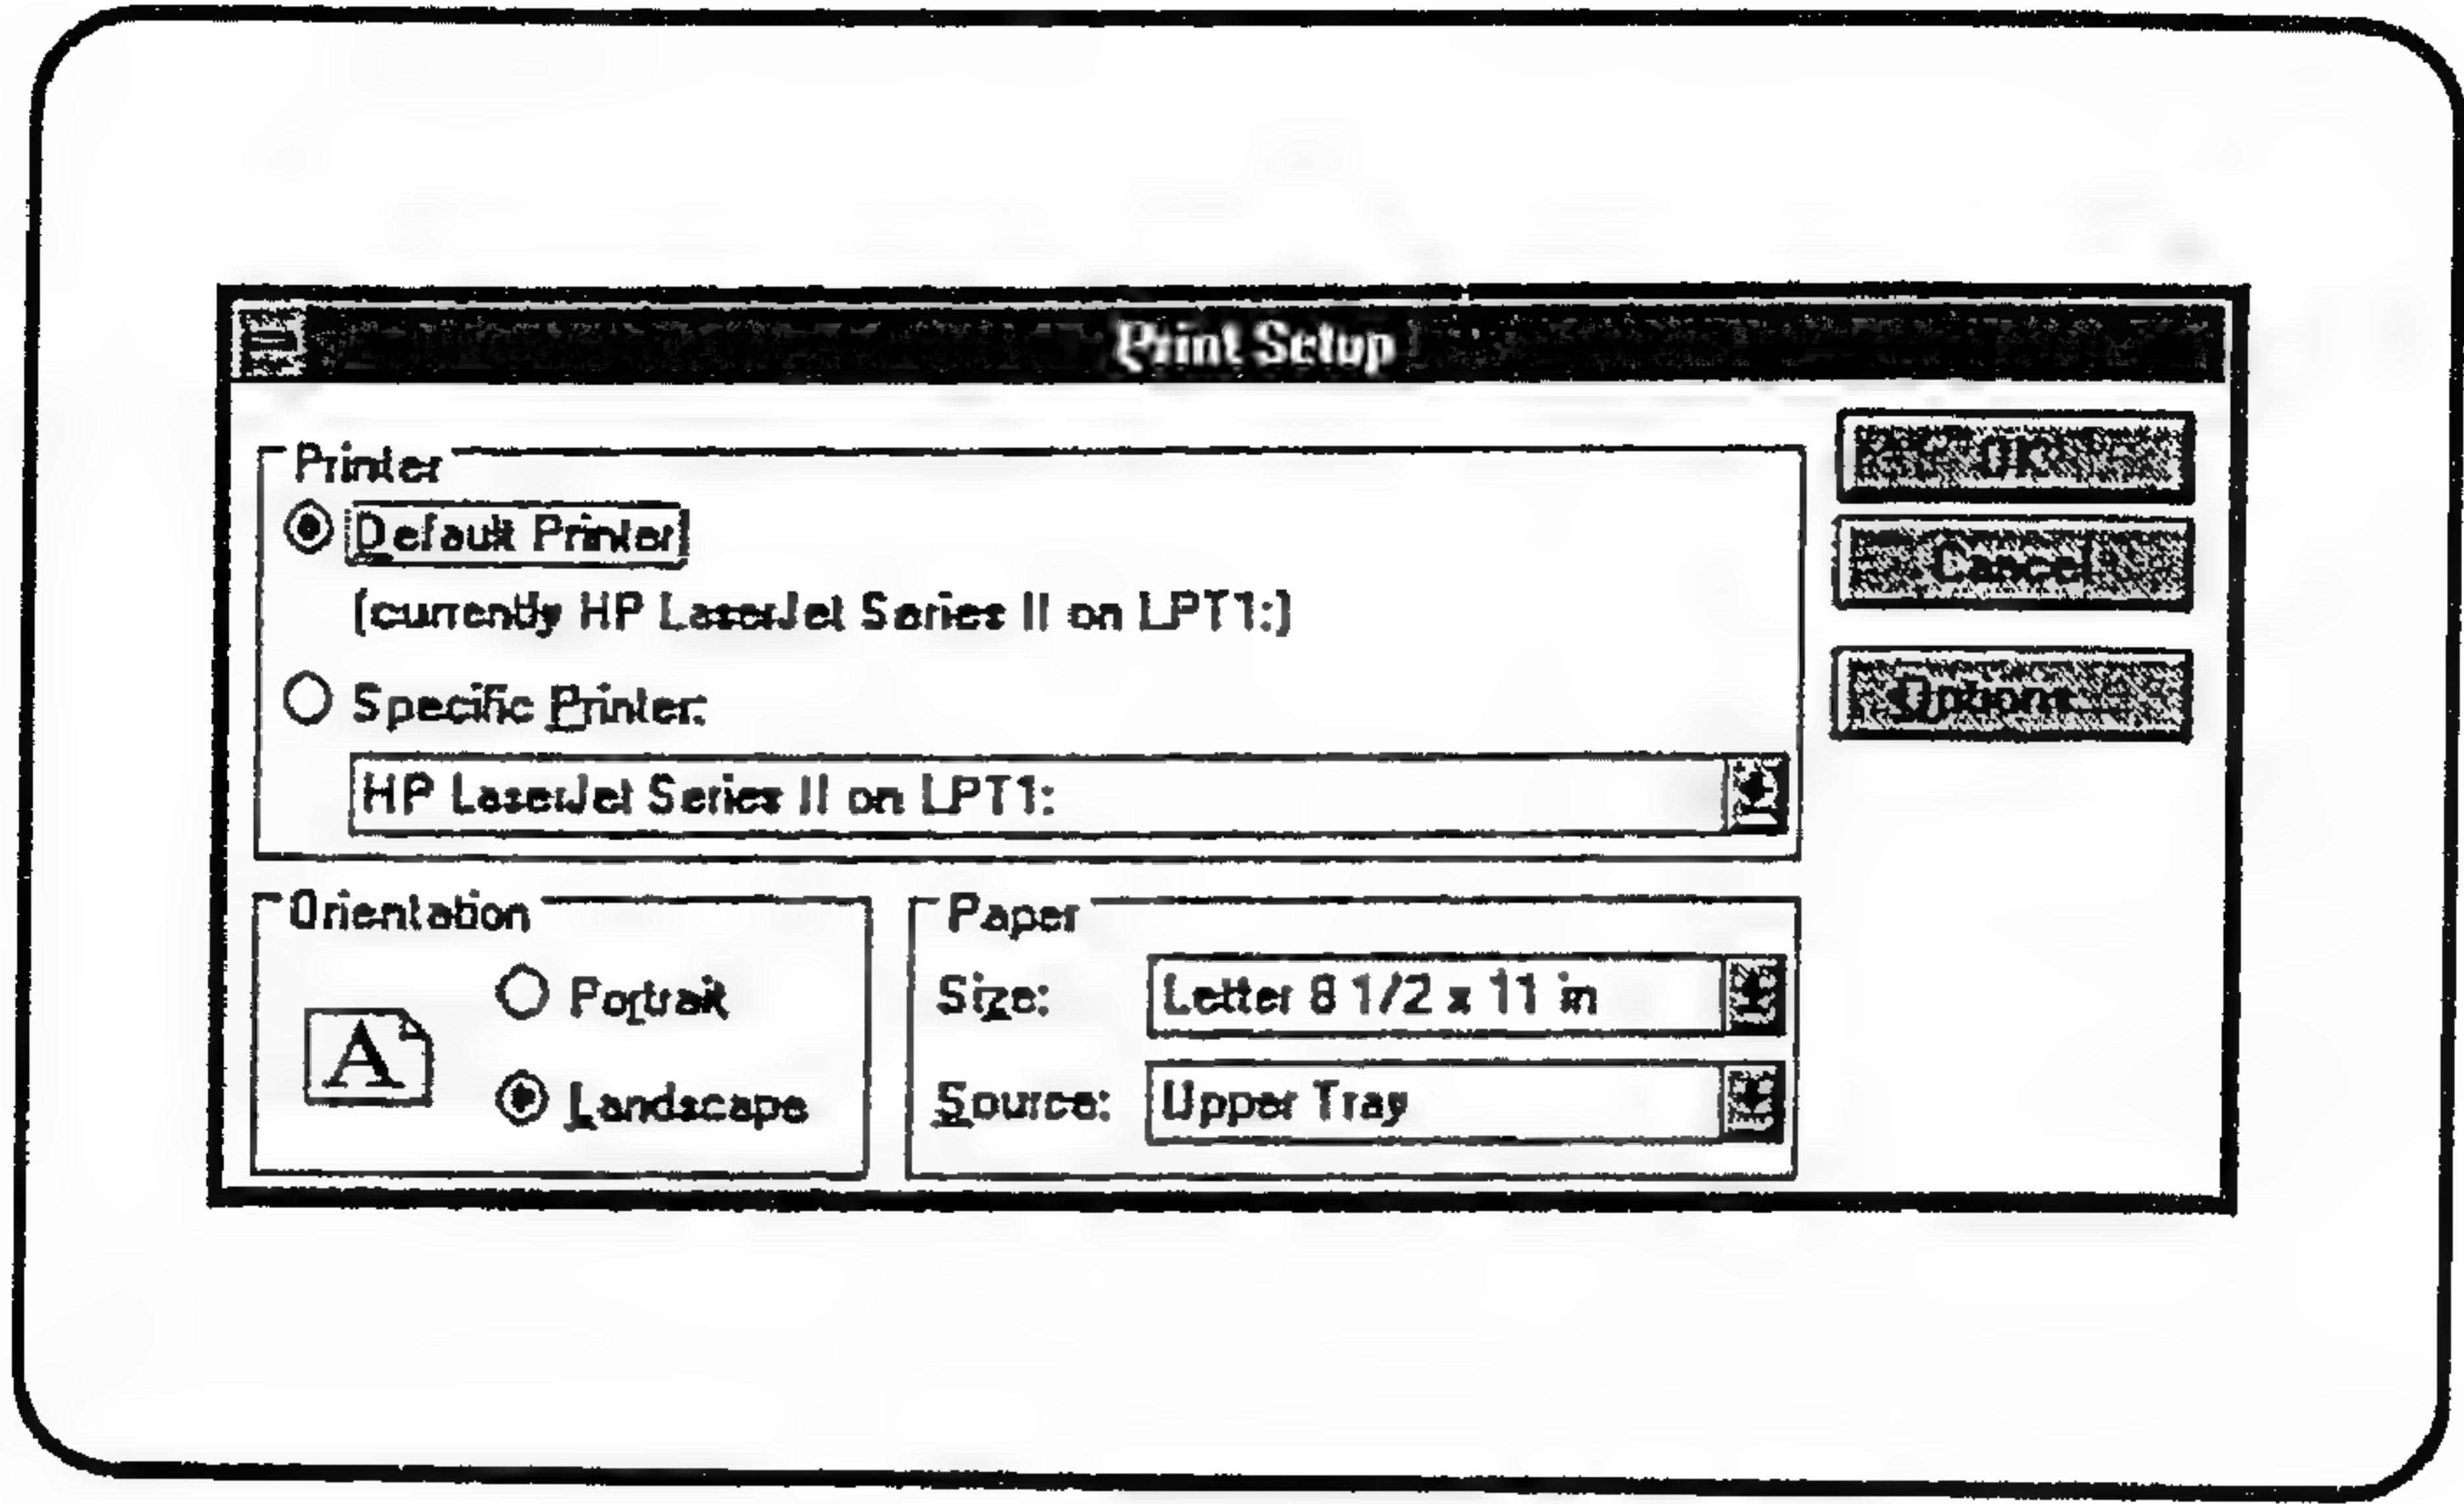 Print Setup
Printer
OK
Default Printer
Cancel
(currently HP LaserJet Series II on LPT1:)
Specific Printer:
Options...
HP LaserJet Series II on LPT1:
Orientation
Paper
Portrait
Size:
Letter 8 1/2 x 11 in
A
Landscape
Source:
Upper Tray